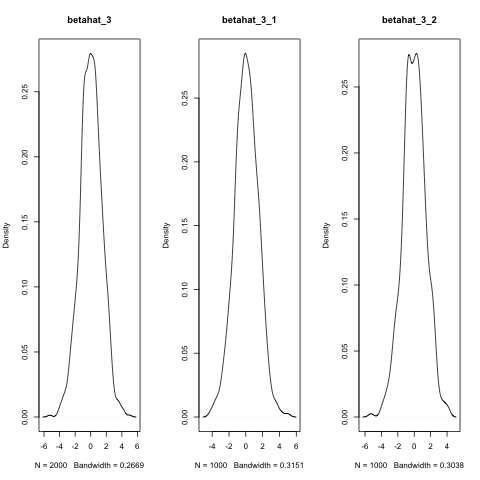 betahat_3
Density
0.00 0.05 0.10 0.15 0.20 0.25
-6 -4 -2 0 2 4 6
N = 2000 Bandwidth = 0.2669
betahat_3_1
Density
0.00 0.05 0.10 0.15 0.20 0.25
-4 -2 0 2 4 6
N = 1000 Bandwidth = 0.3151
betahat_3_2
Density
0.00 0.05 0.10 0.15 0.20 0.25
-6 -4 -2 0 2 4
N = 1000 Bandwidth = 0.3038